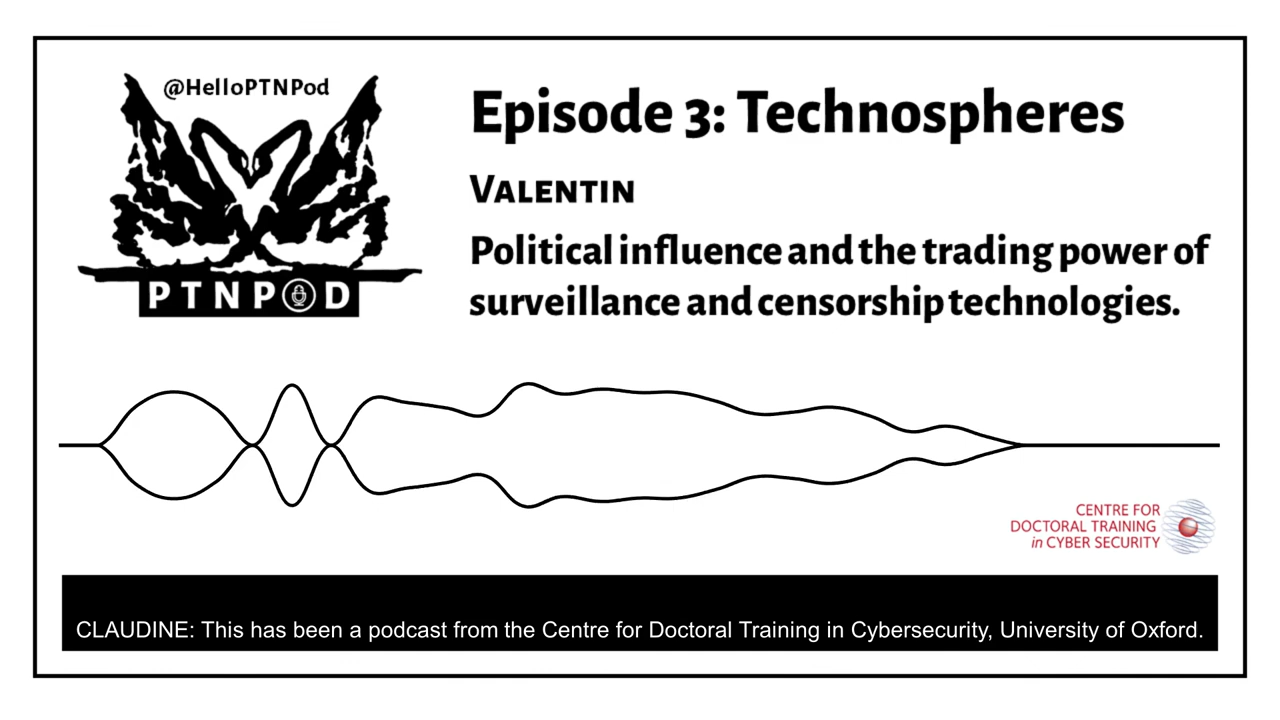 @HelloPTNPod
PTNPOD
Episode 3: Technospheres
VALENTIN
Political influence and the trading power of
surveillance and censorship technologies.
CENTRE FOR
DOCTORAL TRAINING
in CYBER SECURITY
CLAUDINE: This has been a podcast from the Centre for Doctoral Training in Cybersecurity, University of Oxford.